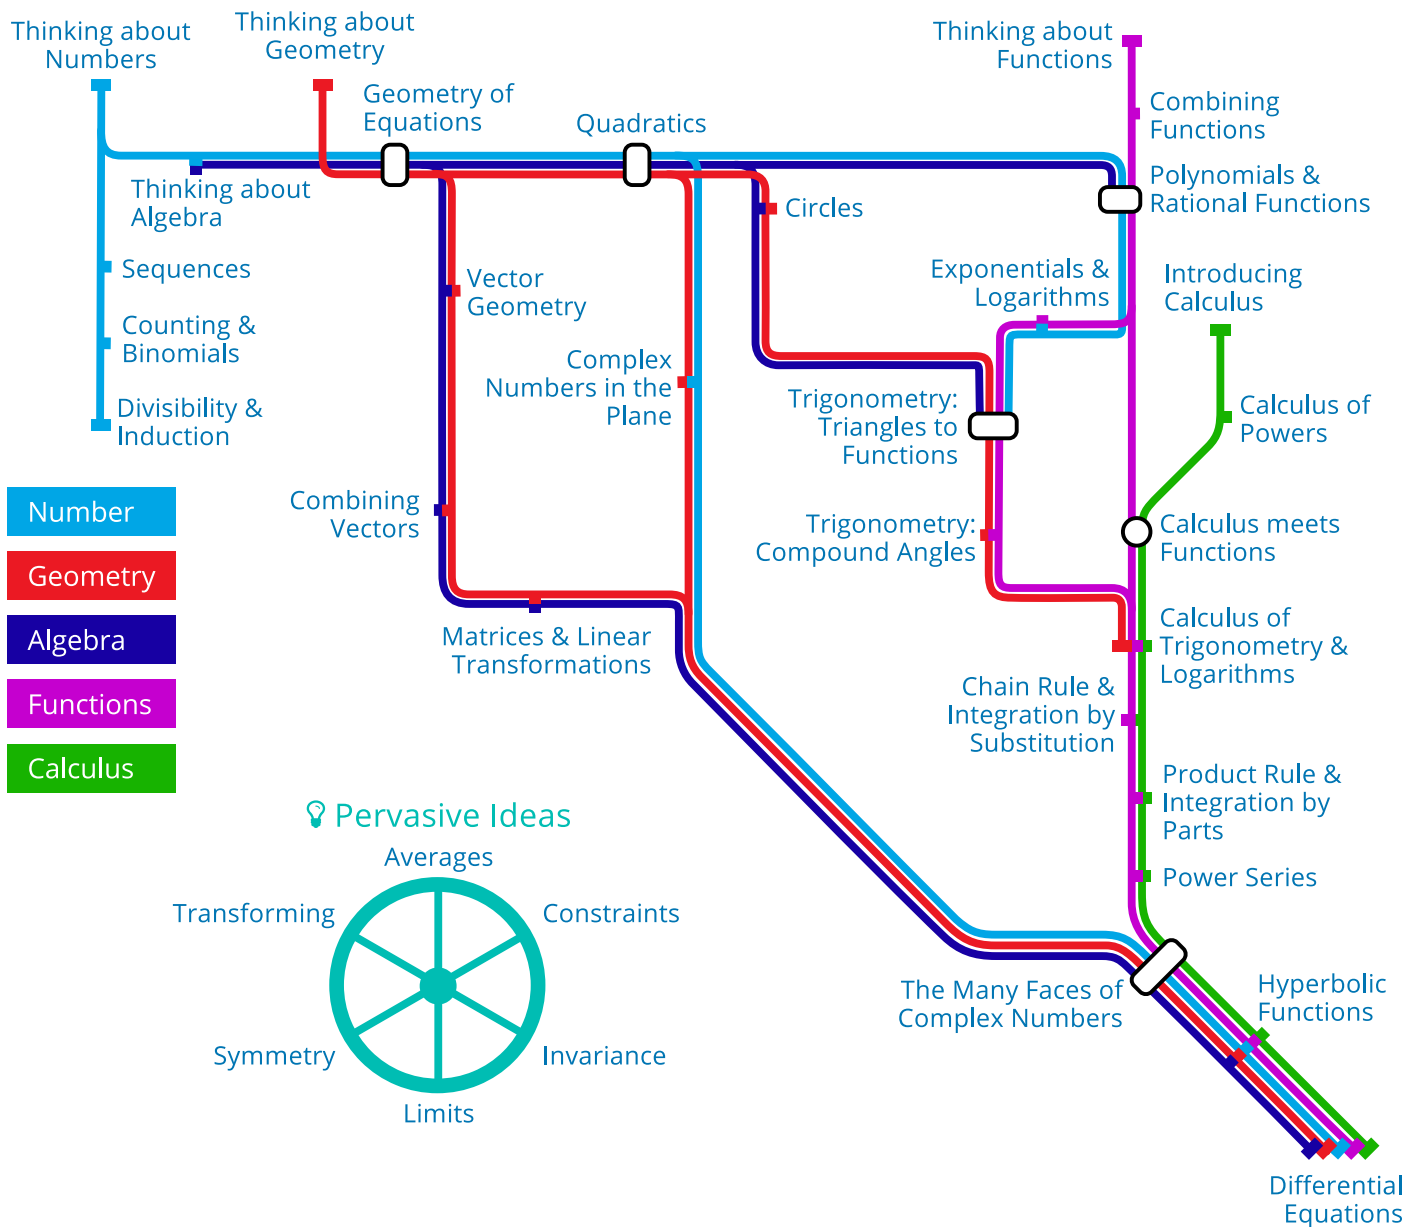 Thinking about
Numbers
Thinking about
Geometry
Thinking about
Functions
Geometry of
Equations
Quadratics
Combining
Functions
Thinking about
Algebra
Polynomials &
Rational Functions
Circles
Sequences
Vector
Geometry
Exponentials &
Logarithms
Introducing
Calculus
Counting &
Binomials
Complex
Numbers in the
Plane
Divisibility &
Induction
Trigonometry:
Triangles to
Functions
Calculus of
Powers
Combining
Vectors
Trigonometry:
Compound Angles
Calculus meets
Functions
Number
Geometry
Algebra
Functions
Calculus
Matrices & Linear
Transformations
Calculus of
Trigonometry &
Logarithms
Chain Rule &
Integration by
Substitution
Product Rule &
Integration by
Parts
Power Series
Pervasive Ideas
Averages
Transforming
Constraints
Symmetry
Invariance
Limits
The Many Faces of
Complex Numbers
Hyperbolic
Functions
Differential
Equations